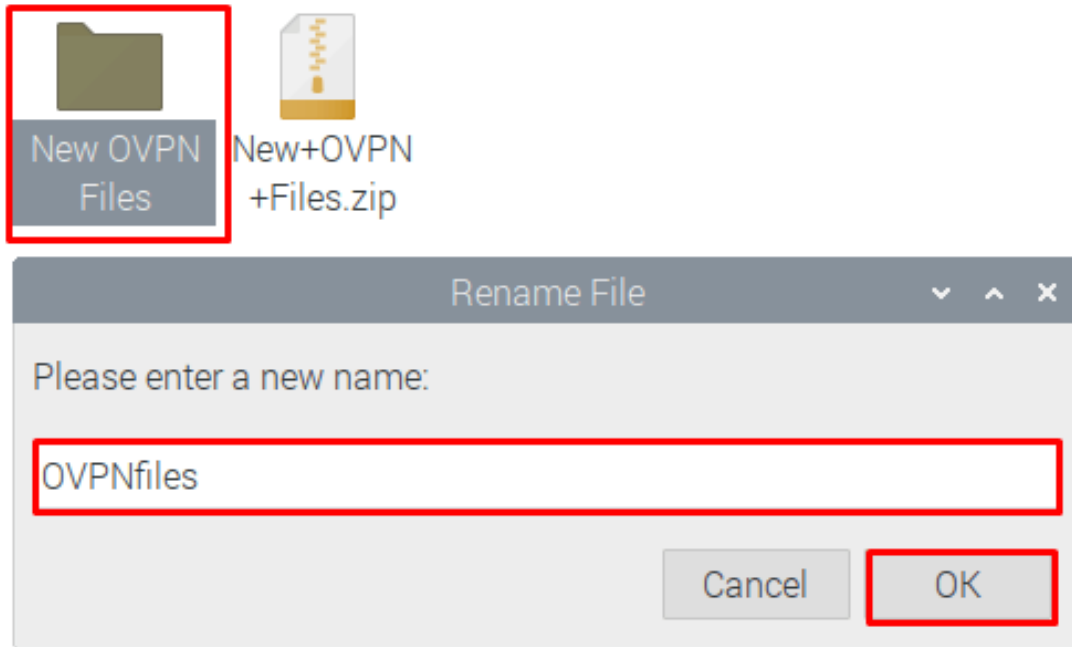 New OVPN
Files
New+OVPN
+Files.zip
Rename File
Please enter a new name:
OVPNfiles
Cancel
OK